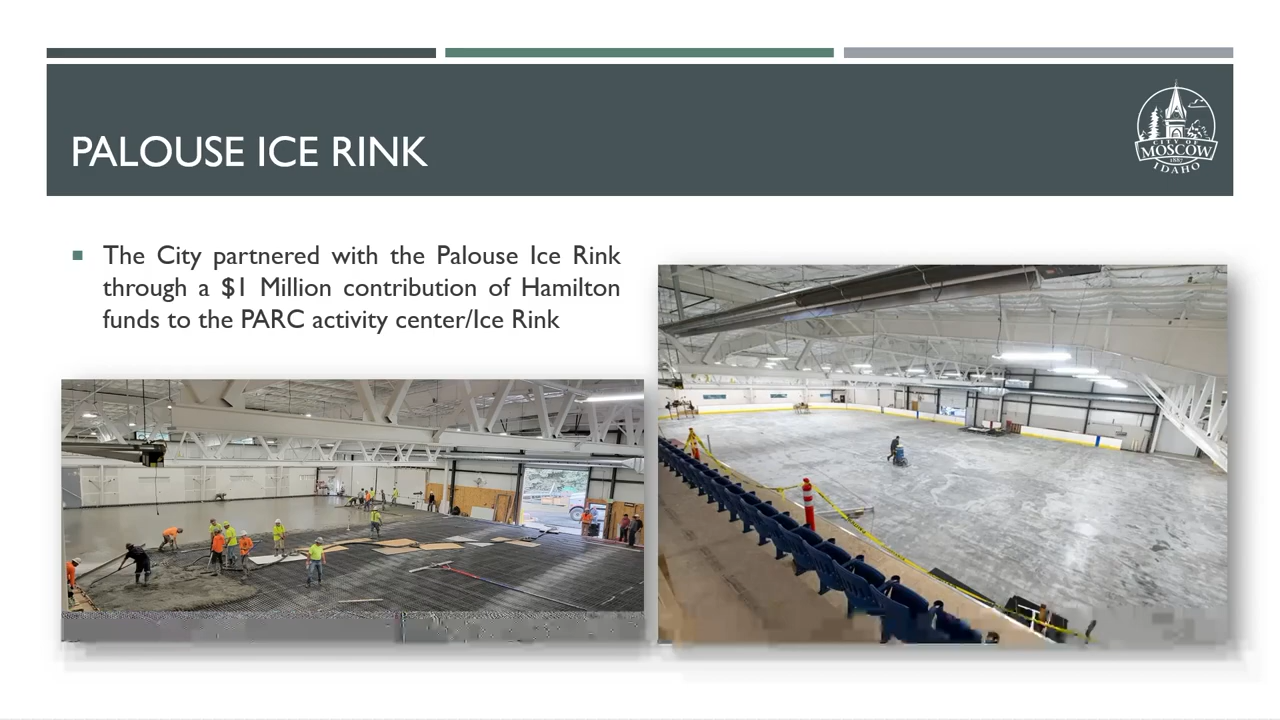 PALOUSE ICE RINK
CITY OF
MOSCOW
1887
IDAHO
The City partnered with the Palouse Ice Rink
through a $1 Million contribution of Hamilton
funds to the PARC activity center/Ice Rink